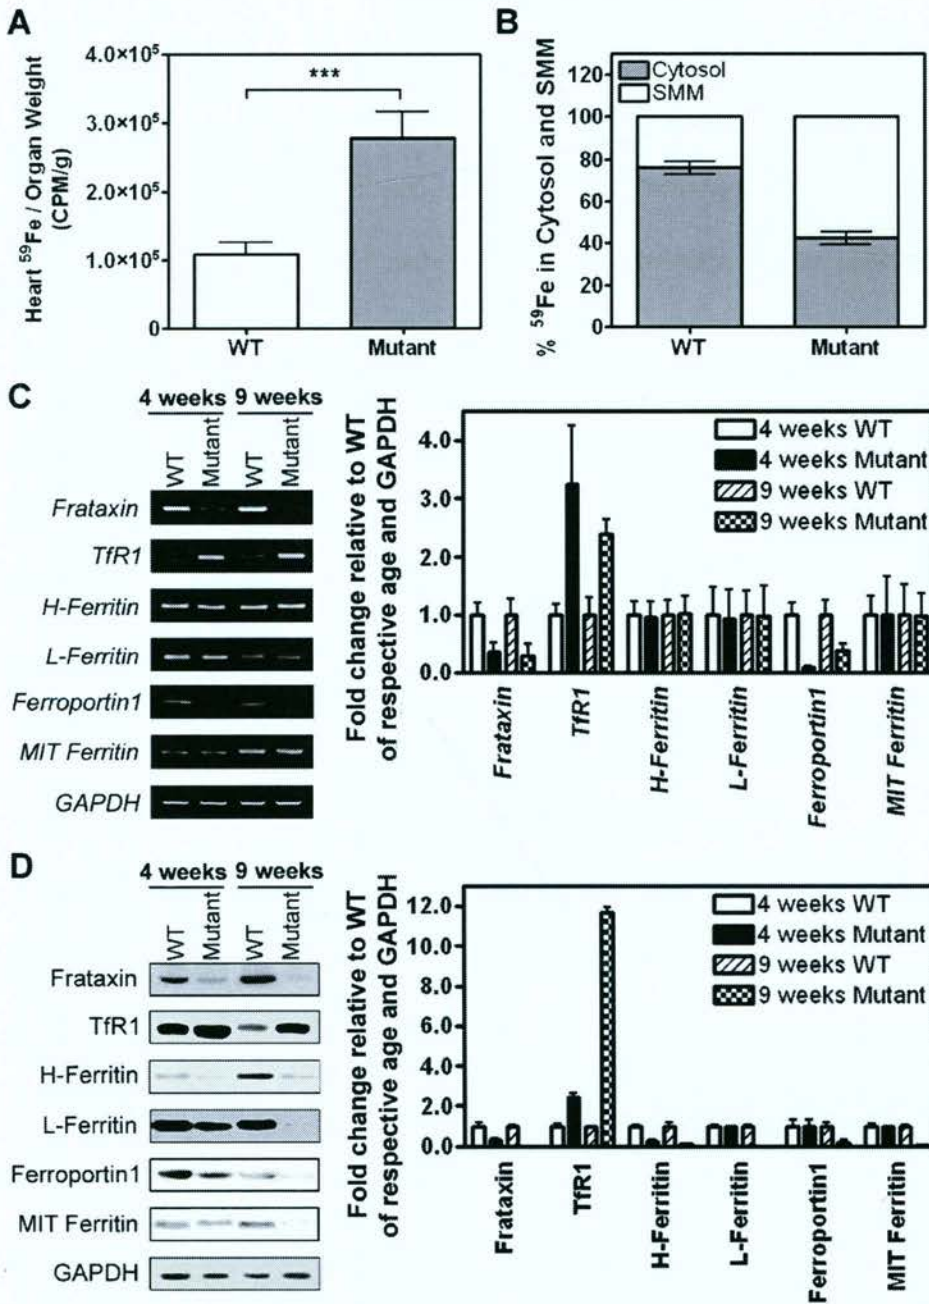 A
Heart ⁵⁹Fe / Organ Weight
(CPM/g)
4.0×10⁵
3.0×10⁵
2.0×10⁵
1.0×10⁵
0
***
WT
Mutant
B
% ⁵⁹Fe in Cytosol and SMM
120
100
80
60
40
20
0
Cytosol
SMM
WT
Mutant
C
4 weeks 9 weeks
WT
Mutant
WT
Mutant
Frataxin
TfR1
H-Ferritin
L-Ferritin
Ferroportin1
MIT Ferritin
GAPDH
Fold change relative to WT
of respective age and GAPDH
4.0
3.0
2.0
1.0
0.0
4 weeks WT
4 weeks Mutant
9 weeks WT
9 weeks Mutant
Frataxin
TfR1
H-Ferritin
L-Ferritin
Ferroportin1
MIT Ferritin
D
4 weeks 9 weeks
WT
Mutant
WT
Mutant
Frataxin
TfR1
H-Ferritin
L-Ferritin
Ferroportin1
MIT Ferritin
GAPDH
Fold change relative to WT
of respective age and GAPDH
12.0
10.0
8.0
6.0
4.0
2.0
0.0
4 weeks WT
4 weeks Mutant
9 weeks WT
9 weeks Mutant
Frataxin
TfR1
H-Ferritin
L-Ferritin
Ferroportin1
MIT Ferritin